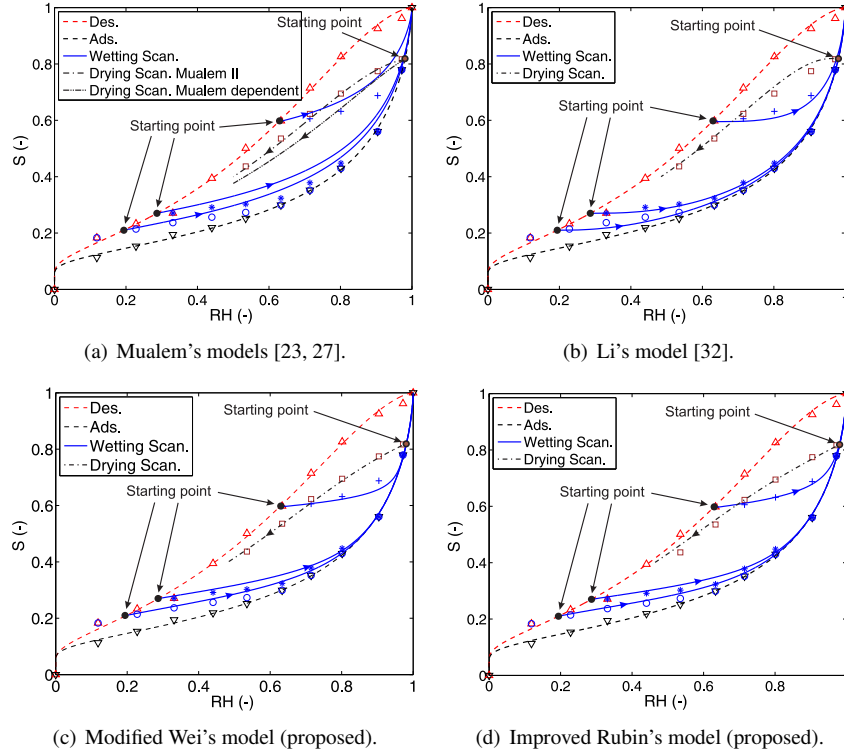 Des.
Ads.
Wetting Scan.
Drying Scan. Mualem II
Drying Scan. Mualem dependent
Starting point
Starting point
S (-)
1
0.8
0.6
0.4
0.2
0
0 0.2 0.4 0.6 0.8 1
RH (-)
(a) Mualem's models [23, 27].
Des.
Ads.
Wetting Scan.
Drying Scan.
Starting point
Starting point
S (-)
1
0.8
0.6
0.4
0.2
0
0 0.2 0.4 0.6 0.8 1
RH (-)
(b) Li's model [32].
Des.
Ads.
Wetting Scan.
Drying Scan.
Starting point
Starting point
S (-)
1
0.8
0.6
0.4
0.2
0
0 0.2 0.4 0.6 0.8 1
RH (-)
(c) Modified Wei's model (proposed).
Des.
Ads.
Wetting Scan.
Drying Scan.
Starting point
Starting point
S (-)
1
0.8
0.6
0.4
0.2
0
0 0.2 0.4 0.6 0.8 1
RH (-)
(d) Improved Rubin's model (proposed).